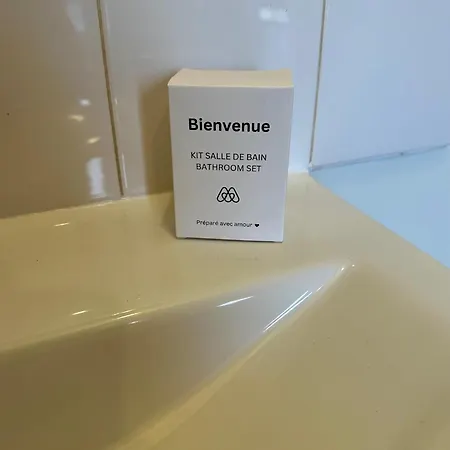 Bienvenue
KIT SALLE DE BAIN
BATHROOM SET
Préparé avec amour ❤